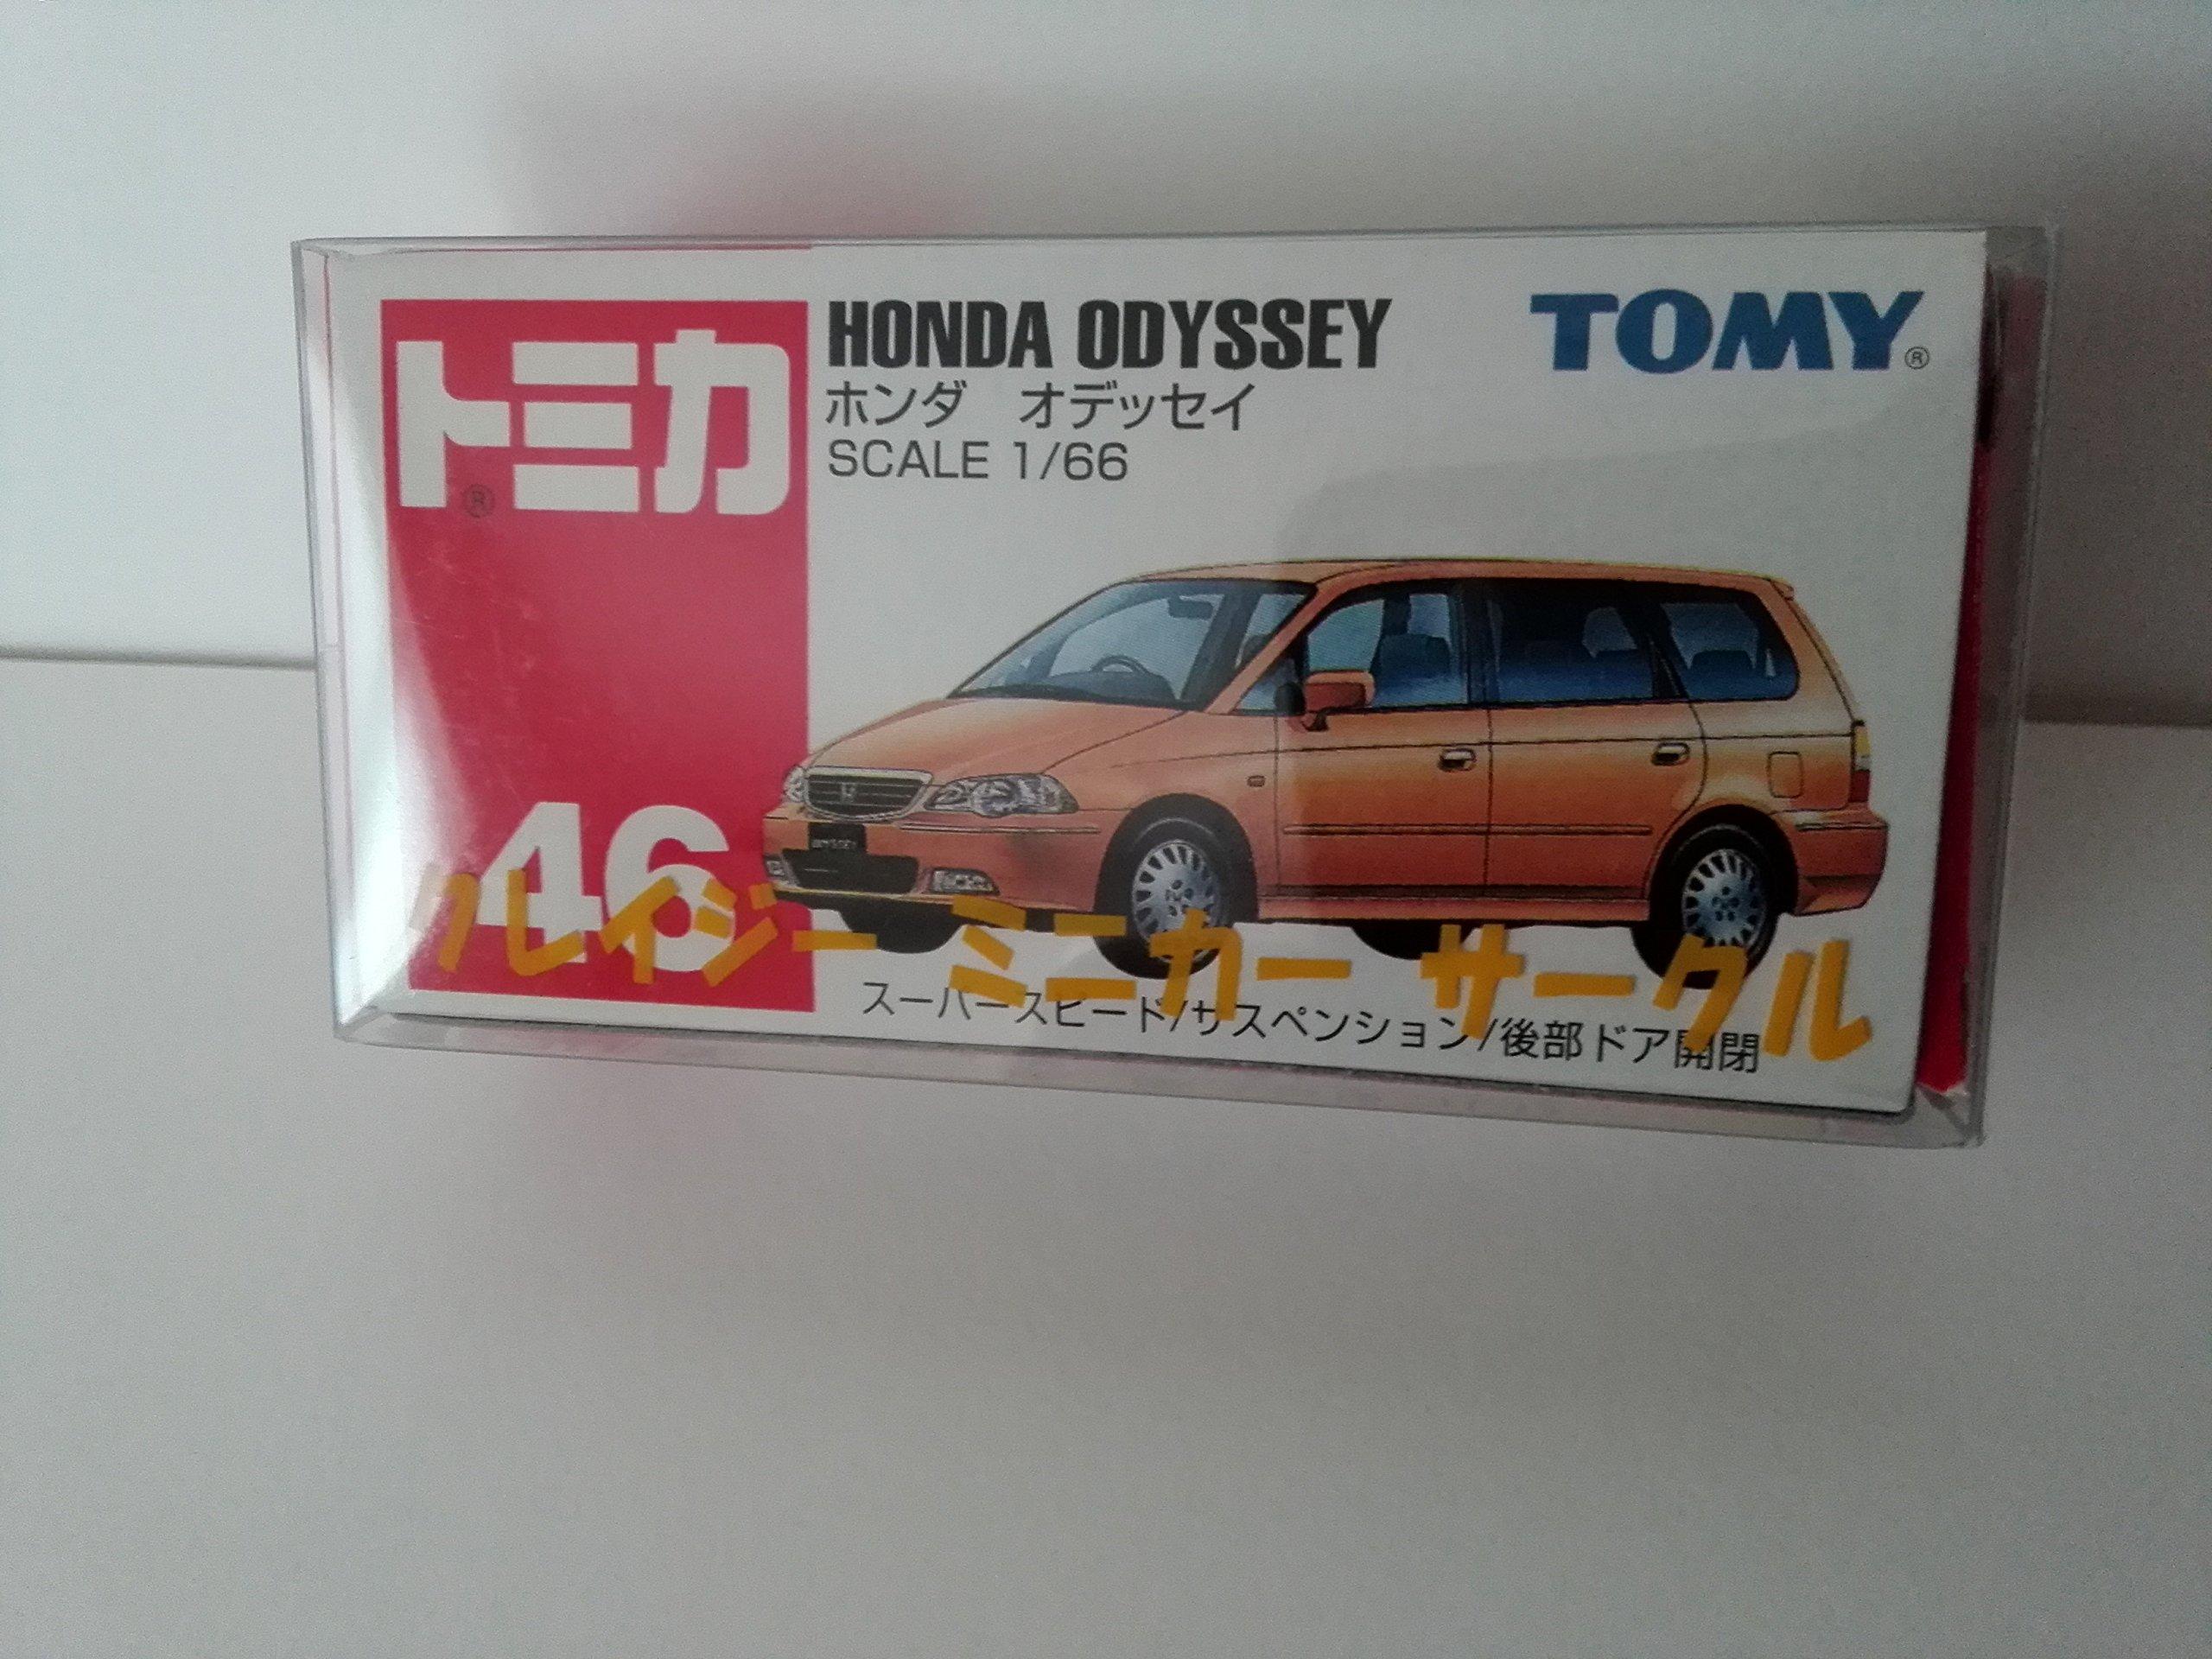 トミカ®
HONDA ODYSSEY
TOMY®
ホンダ オデッセイ
SCALE 1/66
46
ODYSSEY
クレイジー ミニカー サークル
スーパースピード/サスペンション/後部ドア開閉